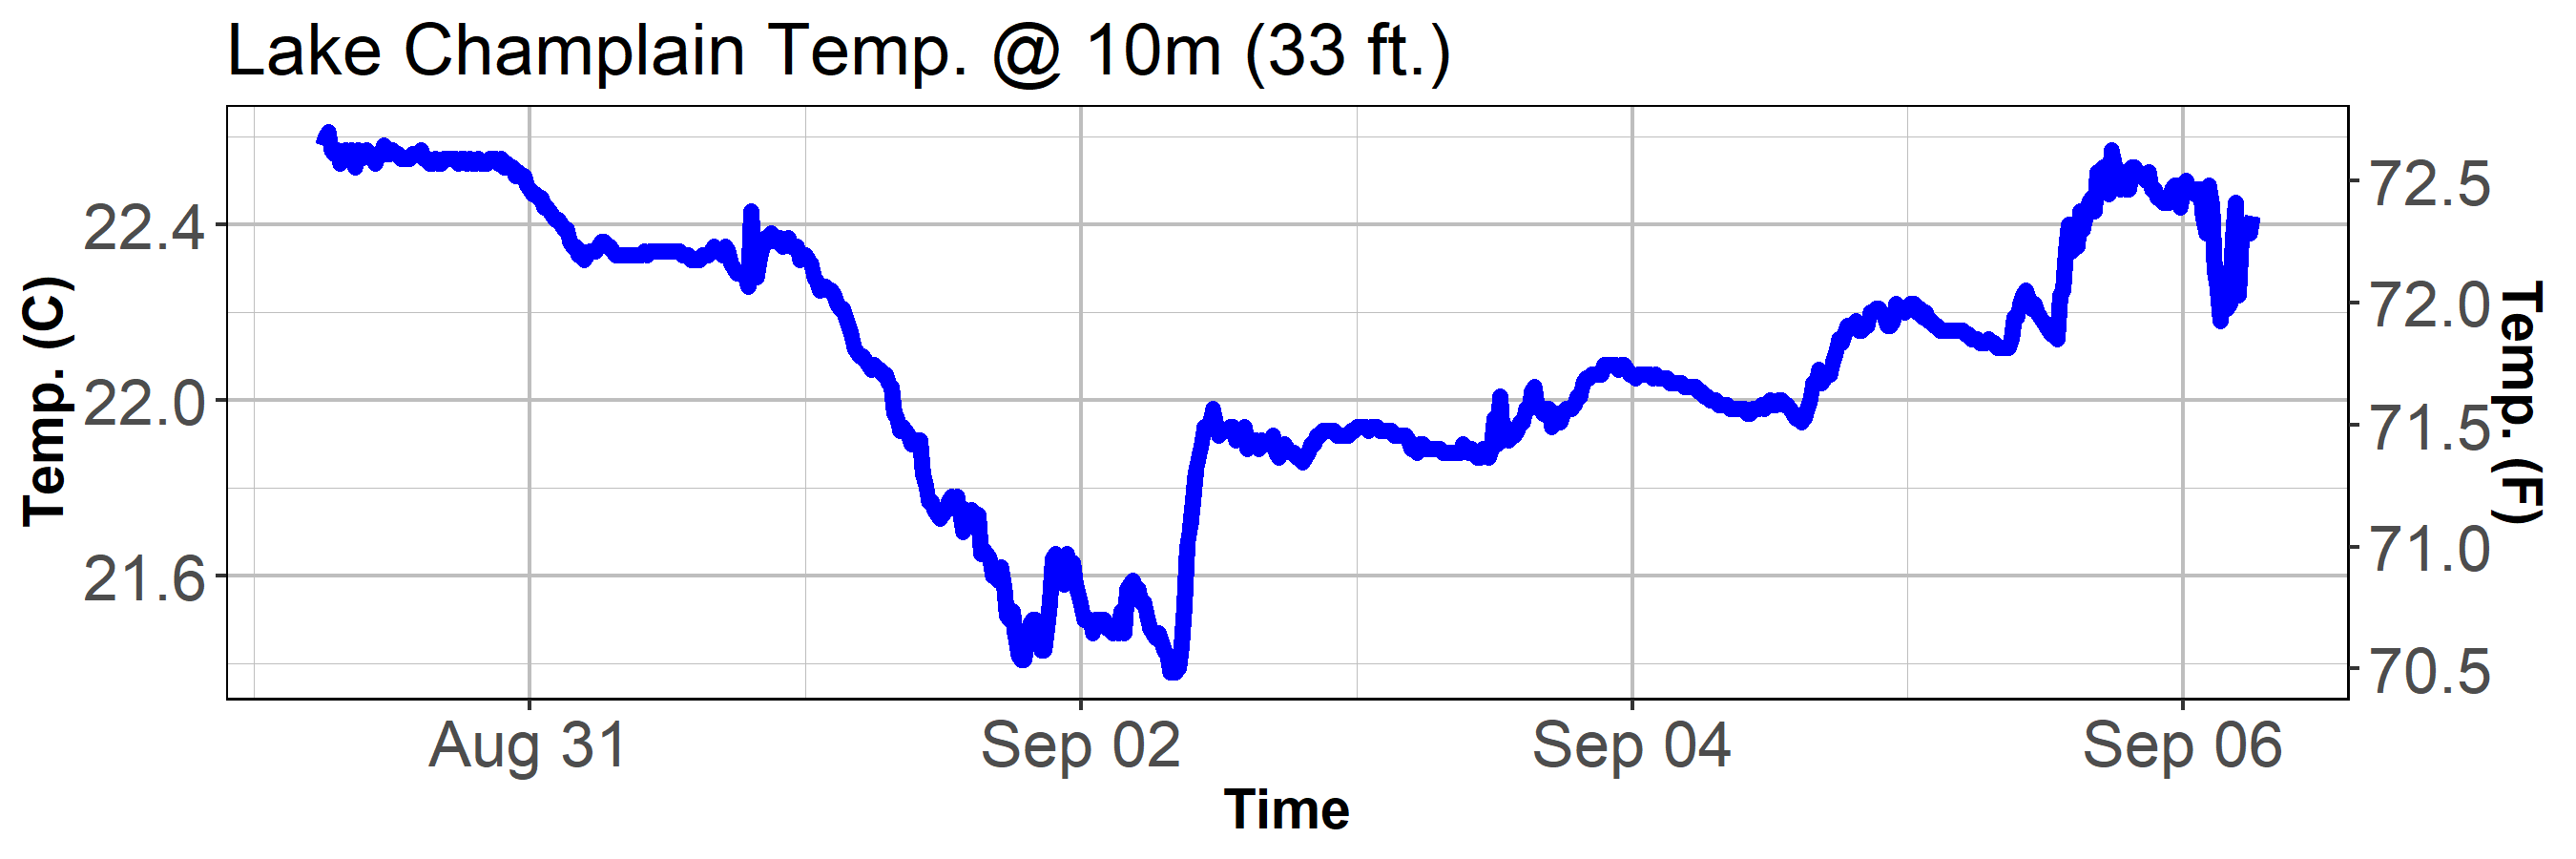 Lake Champlain Temp. @ 10m (33 ft.)
Temp. (C)
22.4
22.0
21.6
72.5
72.0
71.5
71.0
70.5
Temp. (F)
Aug 31
Sep 02
Sep 04
Sep 06
Time